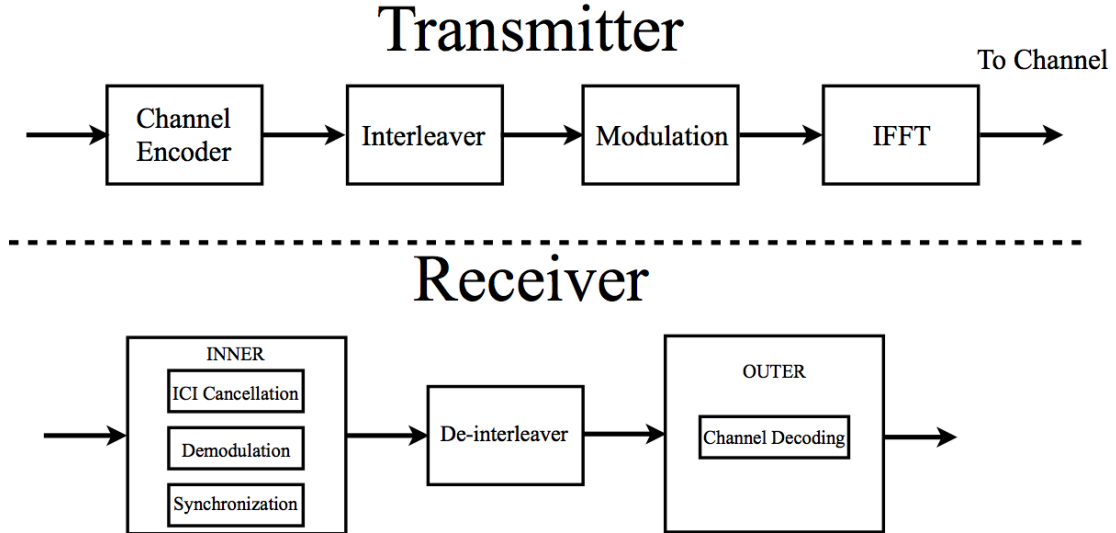 Transmitter
To Channel
Channel
Encoder
Interleaver
Modulation
IFFT
Receiver
INNER
ICI Cancellation
Demodulation
Synchronization
De-interleaver
OUTER
Channel Decoding